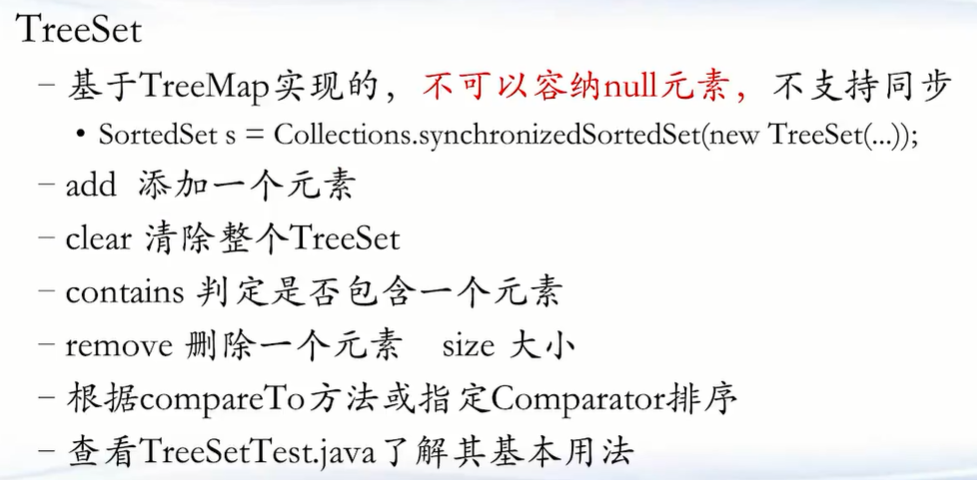 TreeSet
– 基于TreeMap实现的，不可以容纳null元素，不支持同步
• SortedSet s = Collections.synchronizedSortedSet(new TreeSet(...));
– add 添加一个元素
– clear 清除整个TreeSet
– contains 判定是否包含一个元素
– remove 删除一个元素 size 大小
– 根据compareTo方法或指定Comparator排序
– 查看TreeSetTest.java了解其基本用法